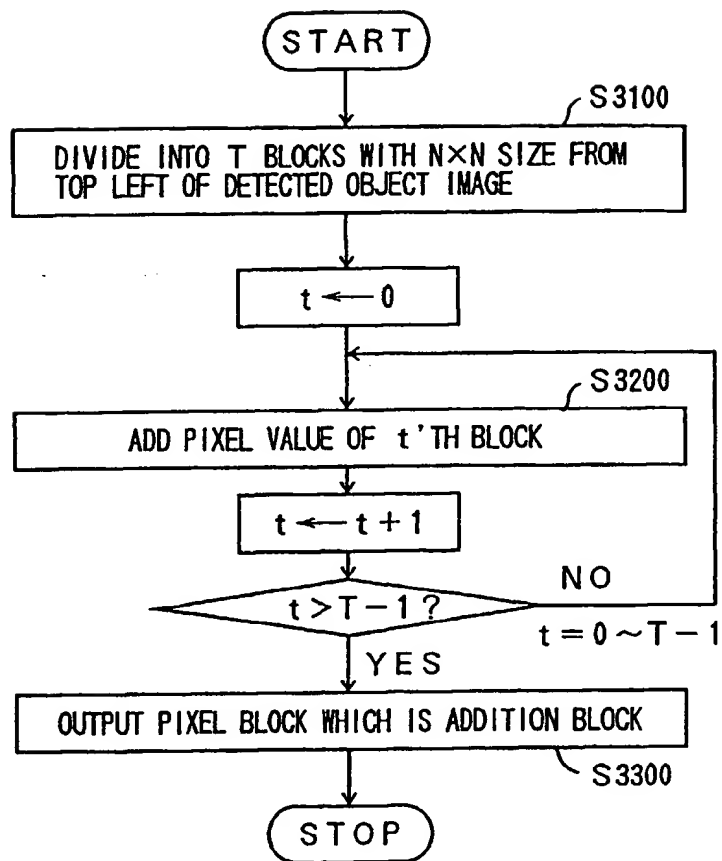 START
S3100
DIVIDE INTO T BLOCKS WITH N×N SIZE FROM
TOP LEFT OF DETECTED OBJECT IMAGE
t ← 0
S3200
ADD PIXEL VALUE OF t'TH BLOCK
t ← t + 1
t > T − 1 ?
NO
t = 0 ~ T − 1
YES
OUTPUT PIXEL BLOCK WHICH IS ADDITION BLOCK
S3300
STOP